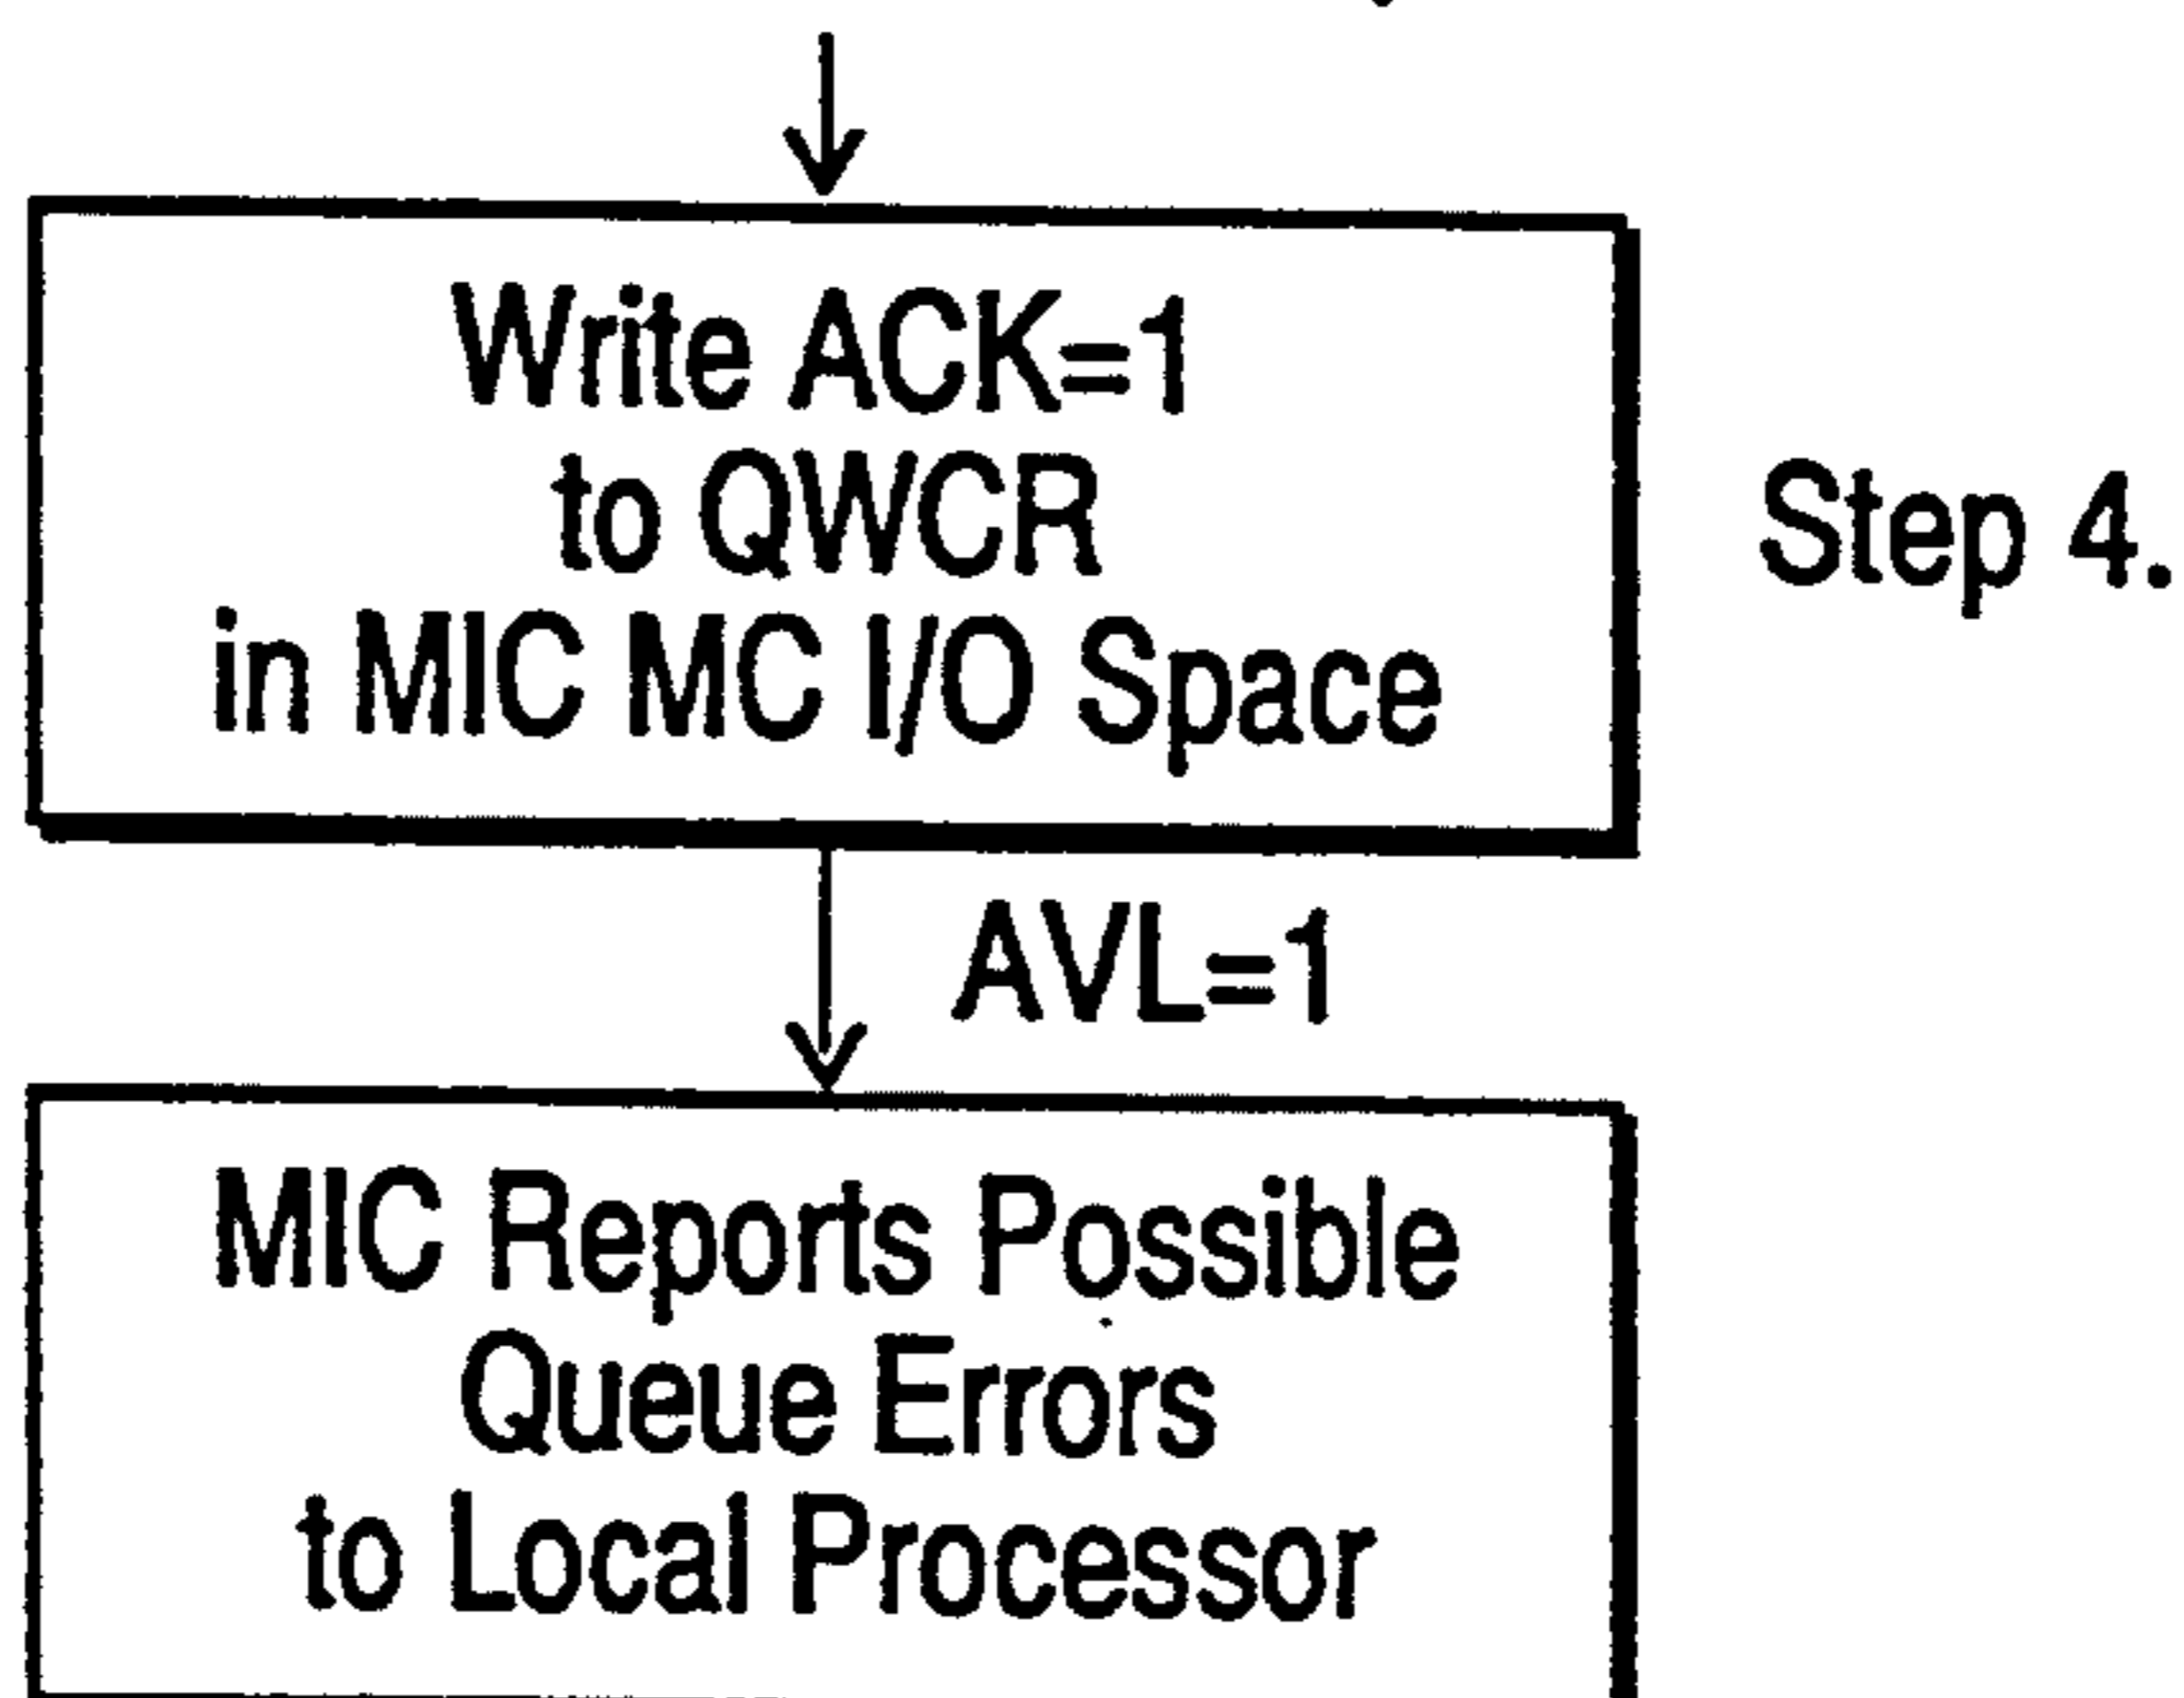 Write ACK=1
to QWCR
in MIC MC I/O Space
Step 4.
AVL=1
MIC Reports Possible
Queue Errors
to Local Processor